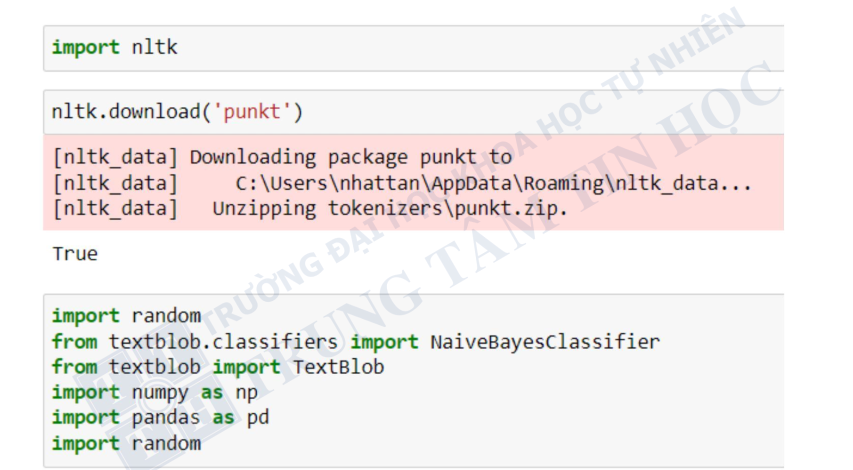 import nltk
nltk.download('punkt')
[nltk_data] Downloading package punkt to
[nltk_data]     C:\Users\nhattan\AppData\Roaming\nltk_data...
[nltk_data]   Unzipping tokenizers\punkt.zip.
True
import random
from textblob.classifiers import NaiveBayesClassifier
from textblob import TextBlob
import numpy as np
import pandas as pd
import random
TRƯỜNG ĐẠI HỌC KHOA HỌC TỰ NHIÊN
TRUNG TÂM TIN HỌC